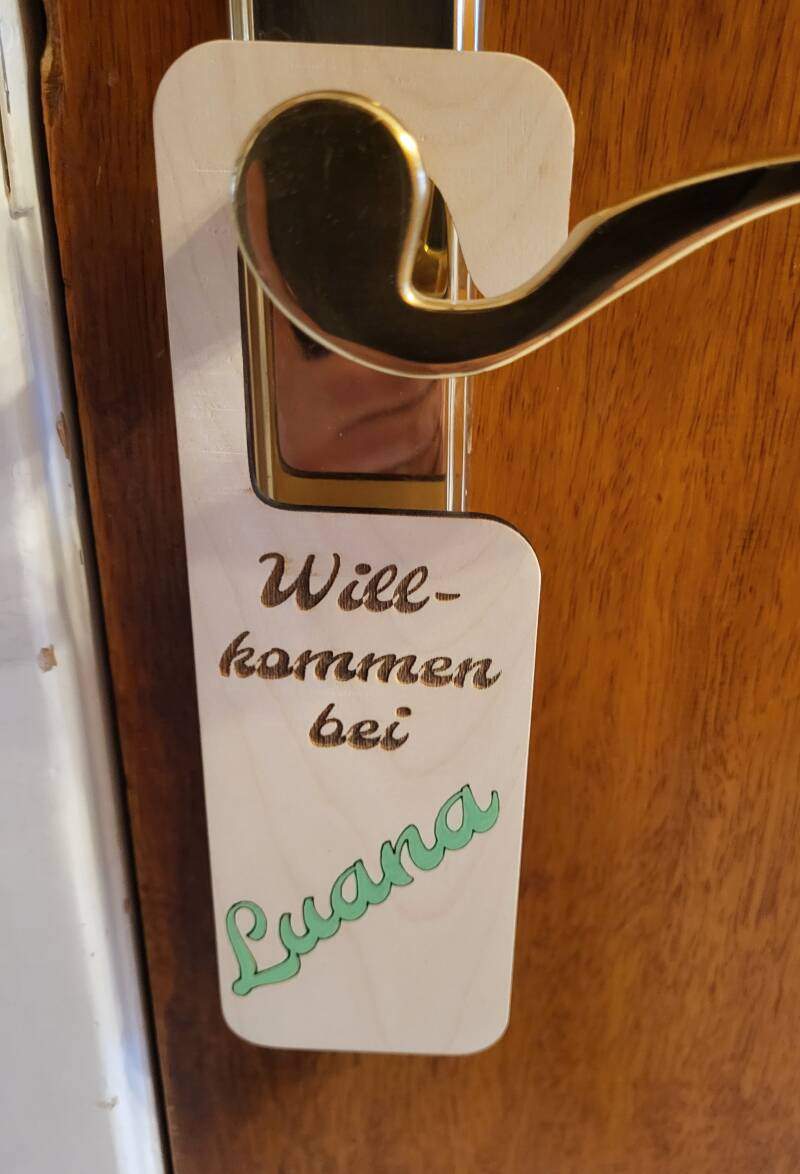 Will-
kommen
bei
Luana